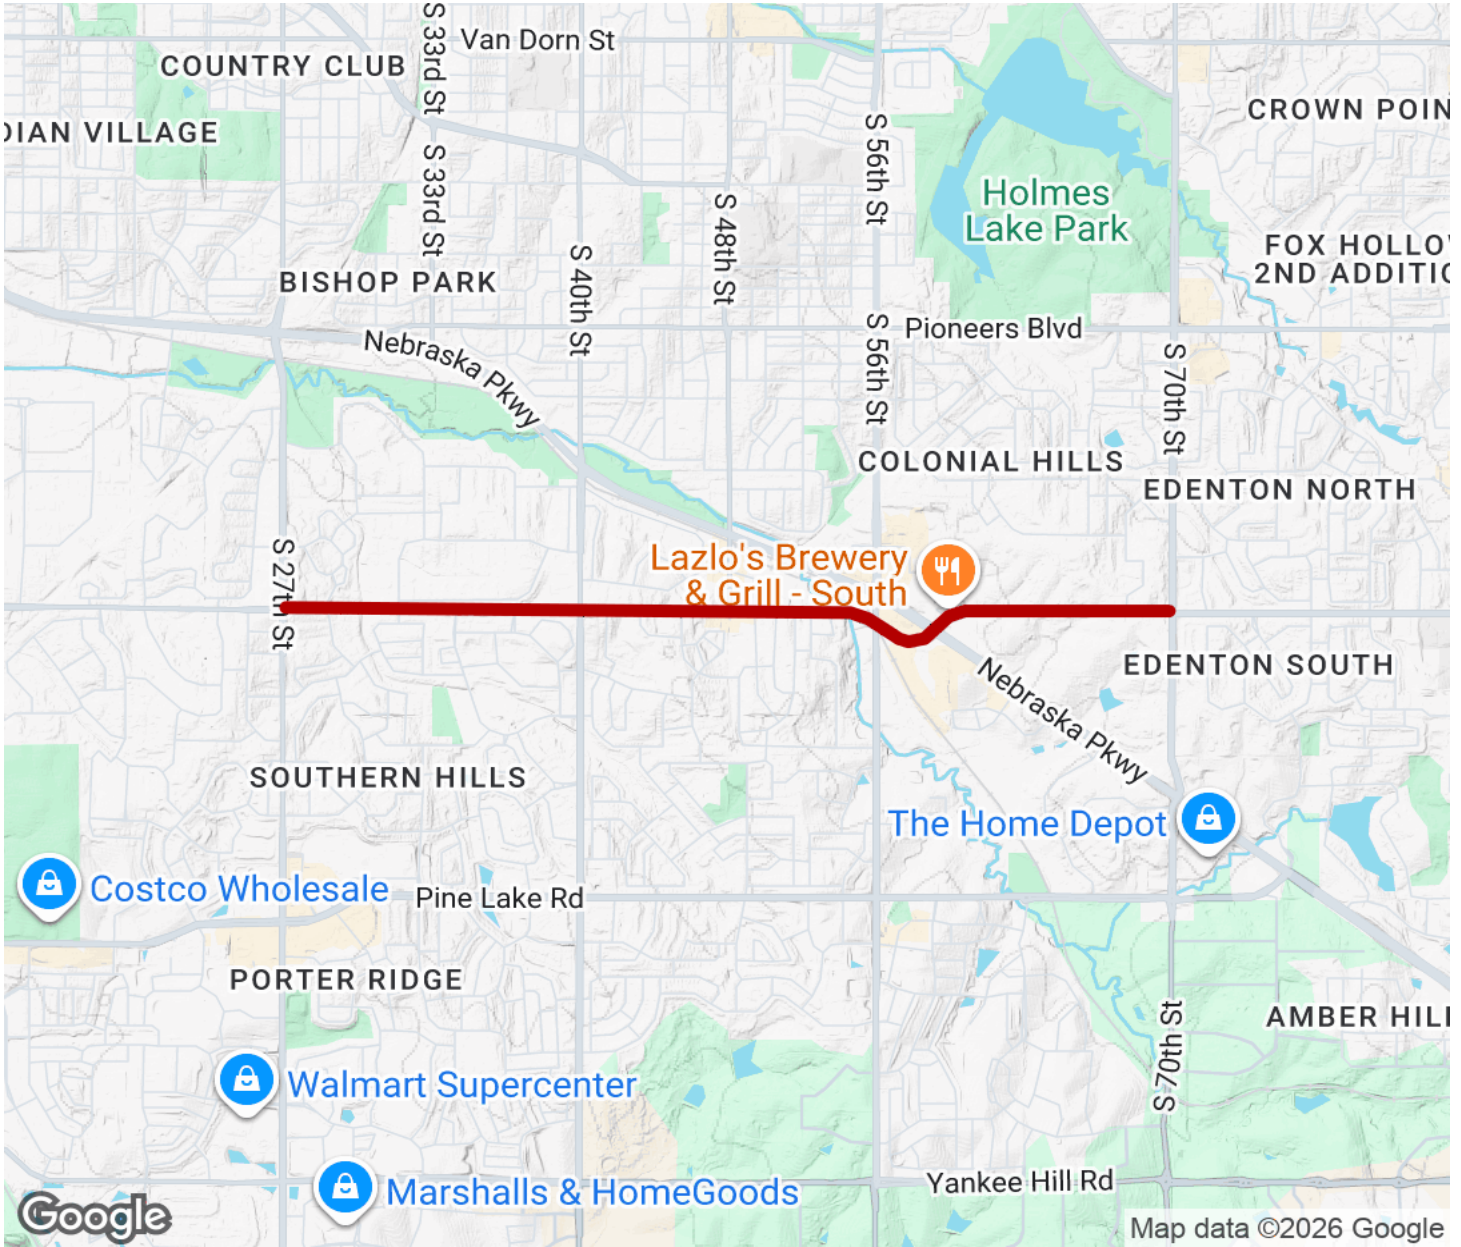 S 33rd St
Van Dorn St
COUNTRY CLUB
CROWN POIN
DIAN VILLAGE
S 56th St
S 33rd St
Holmes
Lake Park
S 48th St
S 40th St
FOX HOLLO
2ND ADDITIC
BISHOP PARK
Nebraska Pkwy
S 56th St
Pioneers Blvd
S 70th St
COLONIAL HILLS
EDENTON NORTH
S 27th St
Lazlo's Brewery
& Grill - South
EDENTON SOUTH
Nebraska Pkwy
SOUTHERN HILLS
The Home Depot
Costco Wholesale
Pine Lake Rd
PORTER RIDGE
AMBER HILL
S 70th St
Walmart Supercenter
Marshalls & HomeGoods
Yankee Hill Rd
Google
Map data ©2026 Google